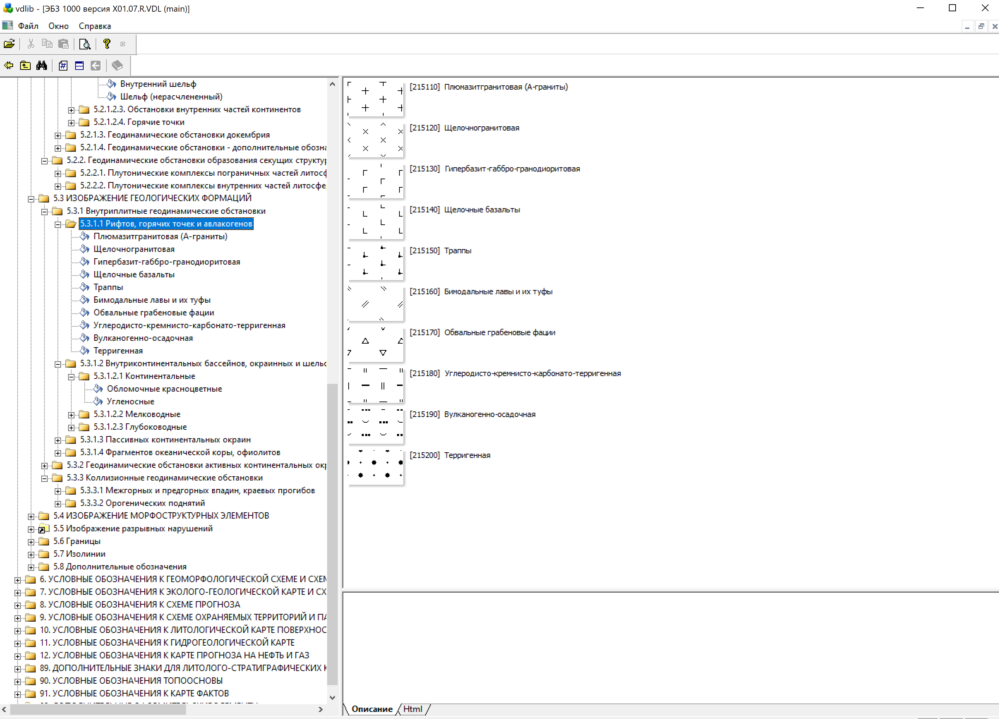 vdlib - [ЭБЗ 1000 версия X01.07.R.VDL (main)]
Файл Окно Справка
Внутренний шельф
Шельф (нерасчлененный)
5.2.1.2.3. Обстановки внутренних частей континентов
5.2.1.2.4. Горячие точки
5.2.1.3. Геодинамические обстановки докембрия
5.2.1.4. Геодинамические обстановки - дополнительные обозна
5.2.2. Геодинамические обстановки образования секущих структур
5.2.2.1. Плутонические комплексы пограничных частей литосф
5.2.2.2. Плутонические комплексы внутренних частей литосфе
5.3 ИЗОБРАЖЕНИЕ ГЕОЛОГИЧЕСКИХ ФОРМАЦИЙ
5.3.1 Внутриплитные геодинамические обстановки
5.3.1.1 Рифтов, горячих точек и авлакогенов
Плюмазитгранитовая (А-граниты)
Щелочногранитовая
Гипербазит-габбро-гранодиоритовая
Щелочные базальты
Траппы
Бимодальные лавы и их туфы
Обвальные грабеновые фации
Углеродисто-кремнисто-карбонато-терригенная
Вулканогенно-осадочная
Терригенная
5.3.1.2 Внутриконтинентальных бассейнов, окраинных и шельф
5.3.1.2.1 Континентальные
Обломочные красноцветные
Угленосные
5.3.1.2.2 Мелководные
5.3.1.2.3 Глубоководные
5.3.1.3 Пассивных континентальных окраин
5.3.1.4 Фрагментов океанической коры, офиолитов
5.3.2 Геодинамические обстановки активных континентальных окр
5.3.3 Коллизионные геодинамические обстановки
5.3.3.1 Межгорных и предгорных впадин, краевых прогибов
5.3.3.2 Орогенических поднятий
5.4 ИЗОБРАЖЕНИЕ МОРФОСТРУКТУРНЫХ ЭЛЕМЕНТОВ
5.5 Изображение разрывных нарушений
5.6 Границы
5.7 Изолинии
5.8 Дополнительные обозначения
6. УСЛОВНЫЕ ОБОЗНАЧЕНИЯ К ГЕОМОРФОЛОГИЧЕСКОЙ СХЕМЕ И СХЕМ
7. УСЛОВНЫЕ ОБОЗНАЧЕНИЯ К ЭКОЛОГО-ГЕОЛОГИЧЕСКОЙ КАРТЕ И СХ
8. УСЛОВНЫЕ ОБОЗНАЧЕНИЯ К СХЕМЕ ПРОГНОЗА
9. УСЛОВНЫЕ ОБОЗНАЧЕНИЯ К СХЕМЕ ОХРАНЯЕМЫХ ТЕРРИТОРИЙ И ПА
10. УСЛОВНЫЕ ОБОЗНАЧЕНИЯ К ЛИТОЛОГИЧЕСКОЙ КАРТЕ ПОВЕРХНОС
11. УСЛОВНЫЕ ОБОЗНАЧЕНИЯ К ГИДРОГЕОЛОГИЧЕСКОЙ КАРТЕ
12. УСЛОВНЫЕ ОБОЗНАЧЕНИЯ К КАРТЕ ПРОГНОЗА НА НЕФТЬ И ГАЗ
89. ДОПОЛНИТЕЛЬНЫЕ ЗНАКИ ДЛЯ ЛИТОЛОГО-СТРАТИГРАФИЧЕСКИХ К
90. УСЛОВНЫЕ ОБОЗНАЧЕНИЯ ТОПООСНОВЫ
91. УСЛОВНЫЕ ОБОЗНАЧЕНИЯ К КАРТЕ ФАКТОВ
[215110] Плюмазитгранитовая (А-граниты)
[215120] Щелочногранитовая
[215130] Гипербазит-габбро-гранодиоритовая
[215140] Щелочные базальты
[215150] Траппы
[215160] Бимодальные лавы и их туфы
[215170] Обвальные грабеновые фации
[215180] Углеродисто-кремнисто-карбонато-терригенная
[215190] Вулканогенно-осадочная
[215200] Терригенная
Описание Html